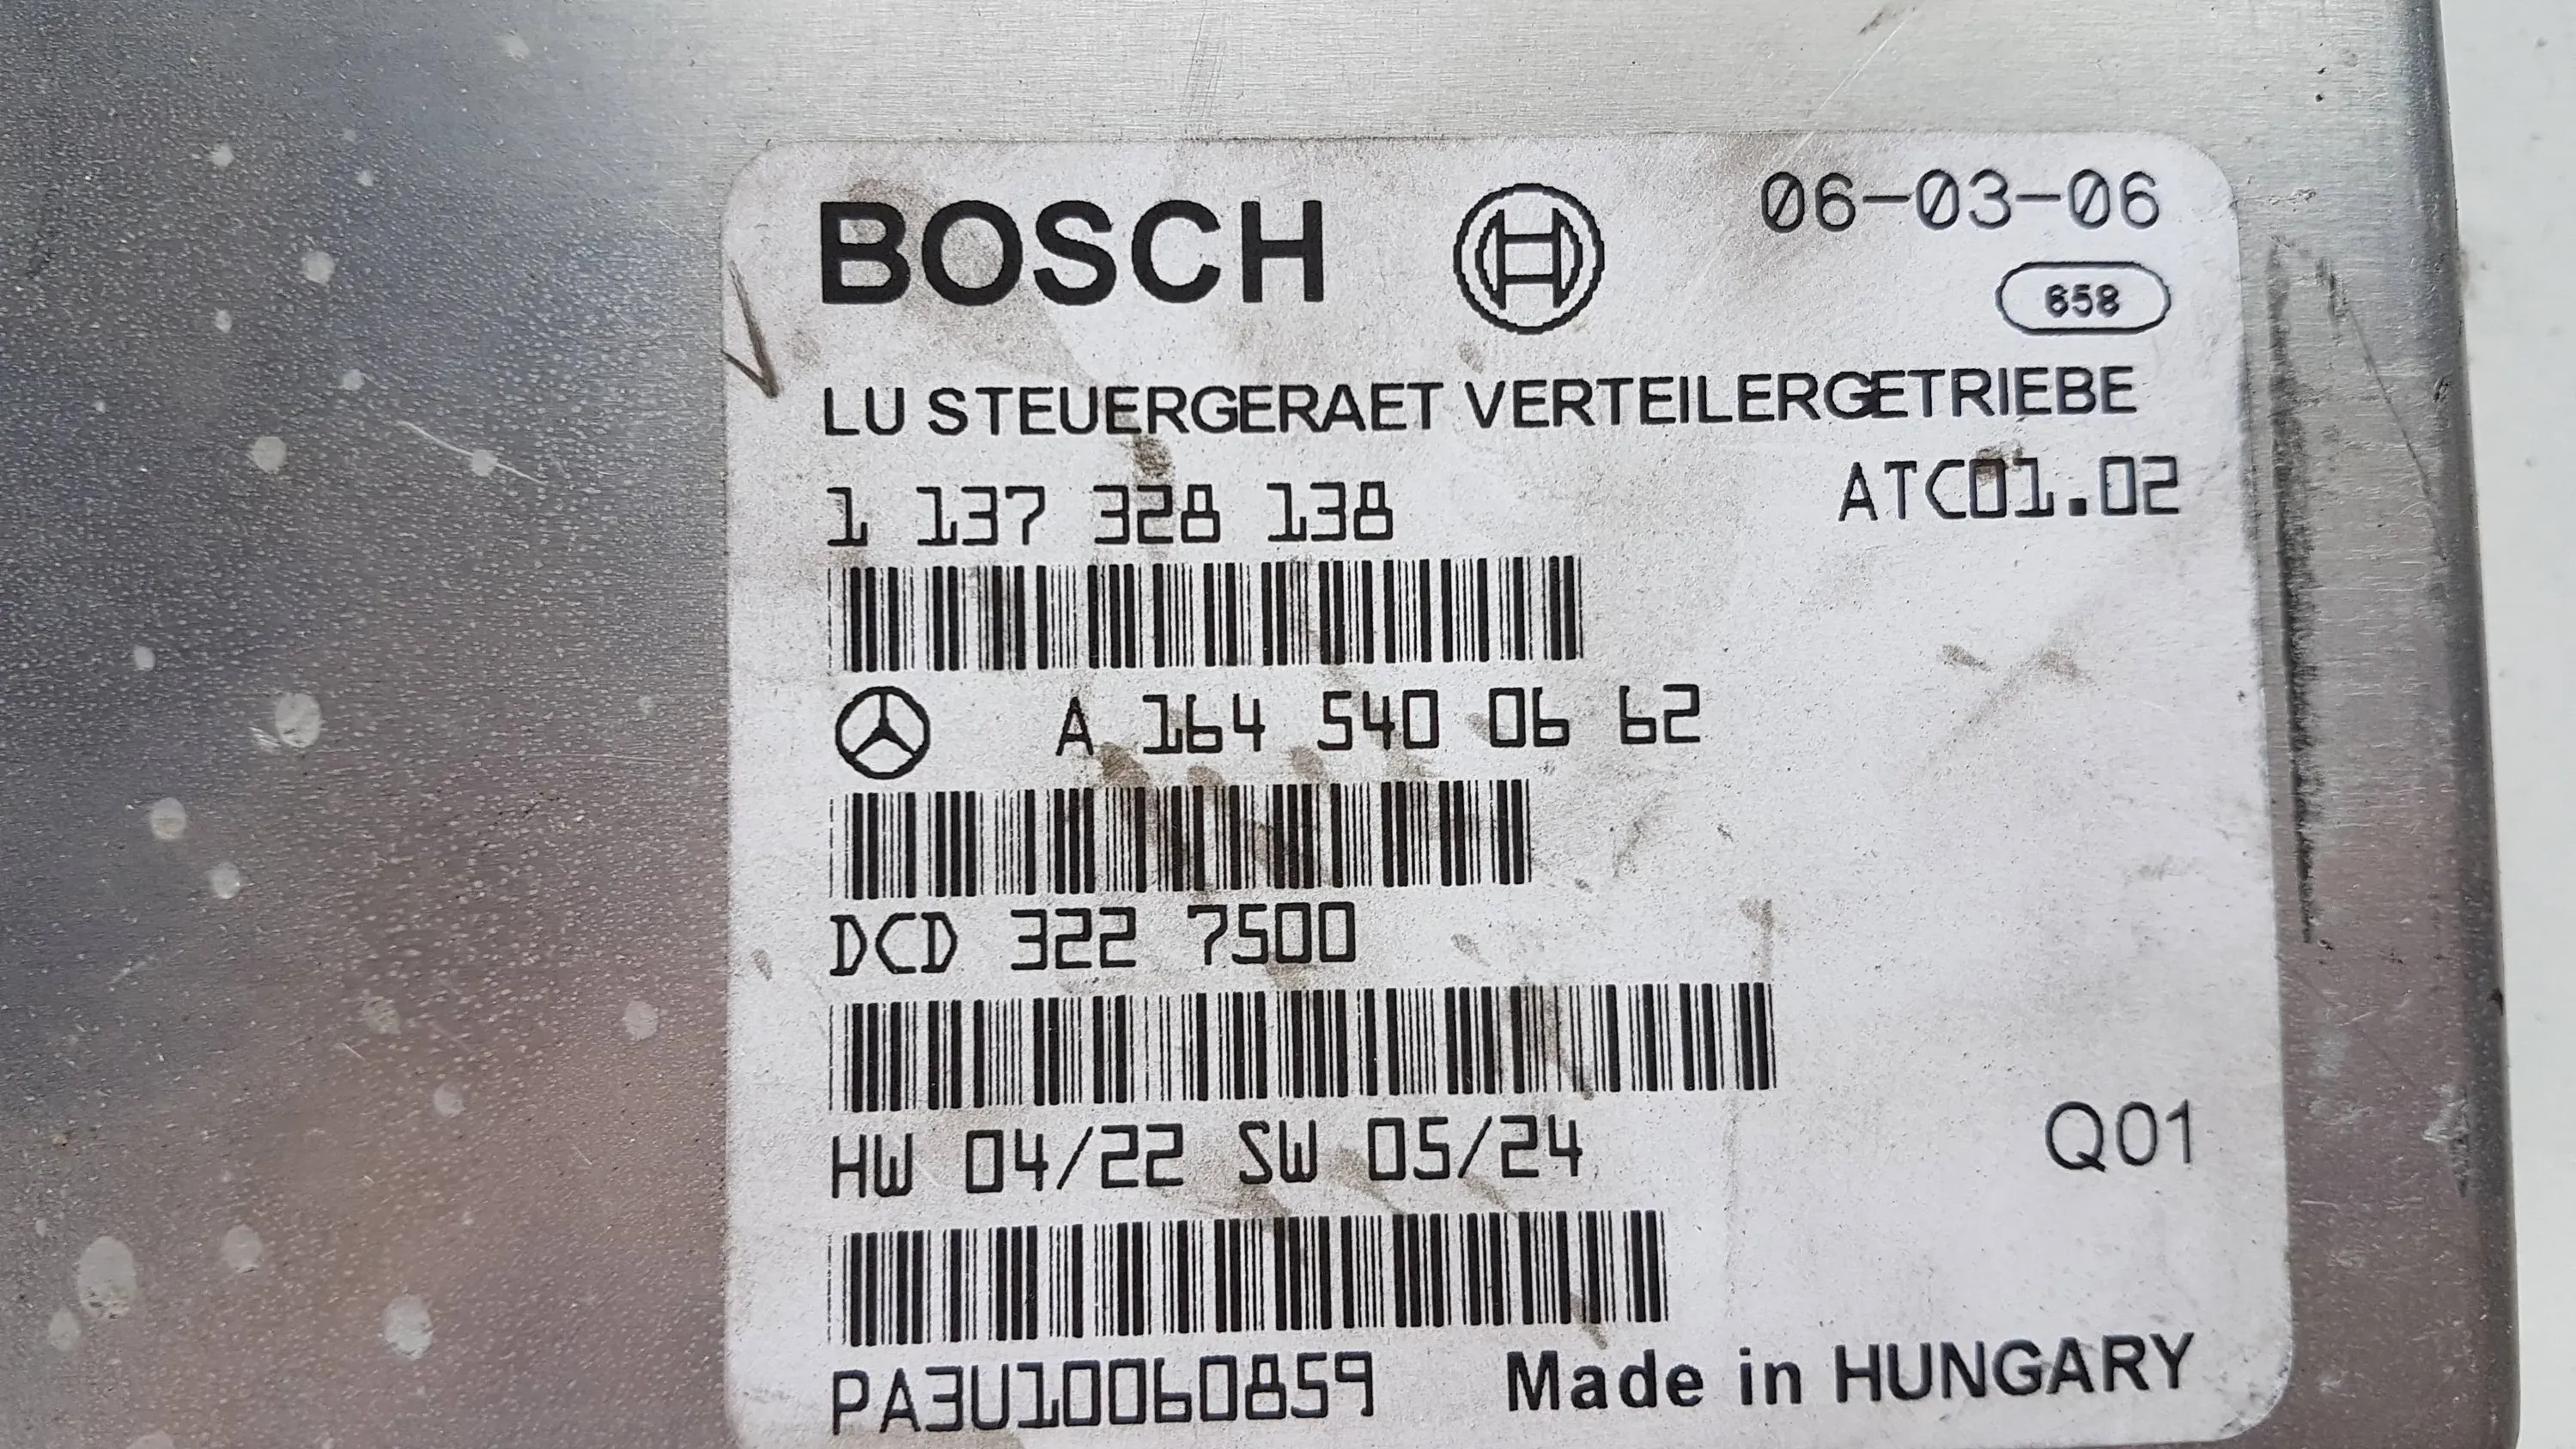 BOSCH
06-03-06
658
LU STEUERGERAET VERTEILERGETRIEBE
1 137 328 138
ATC01.02
A 164 540 06 62
DCD 322 7500
HW 04/22 SW 05/24
Q01
PA3U10060859
Made in HUNGARY